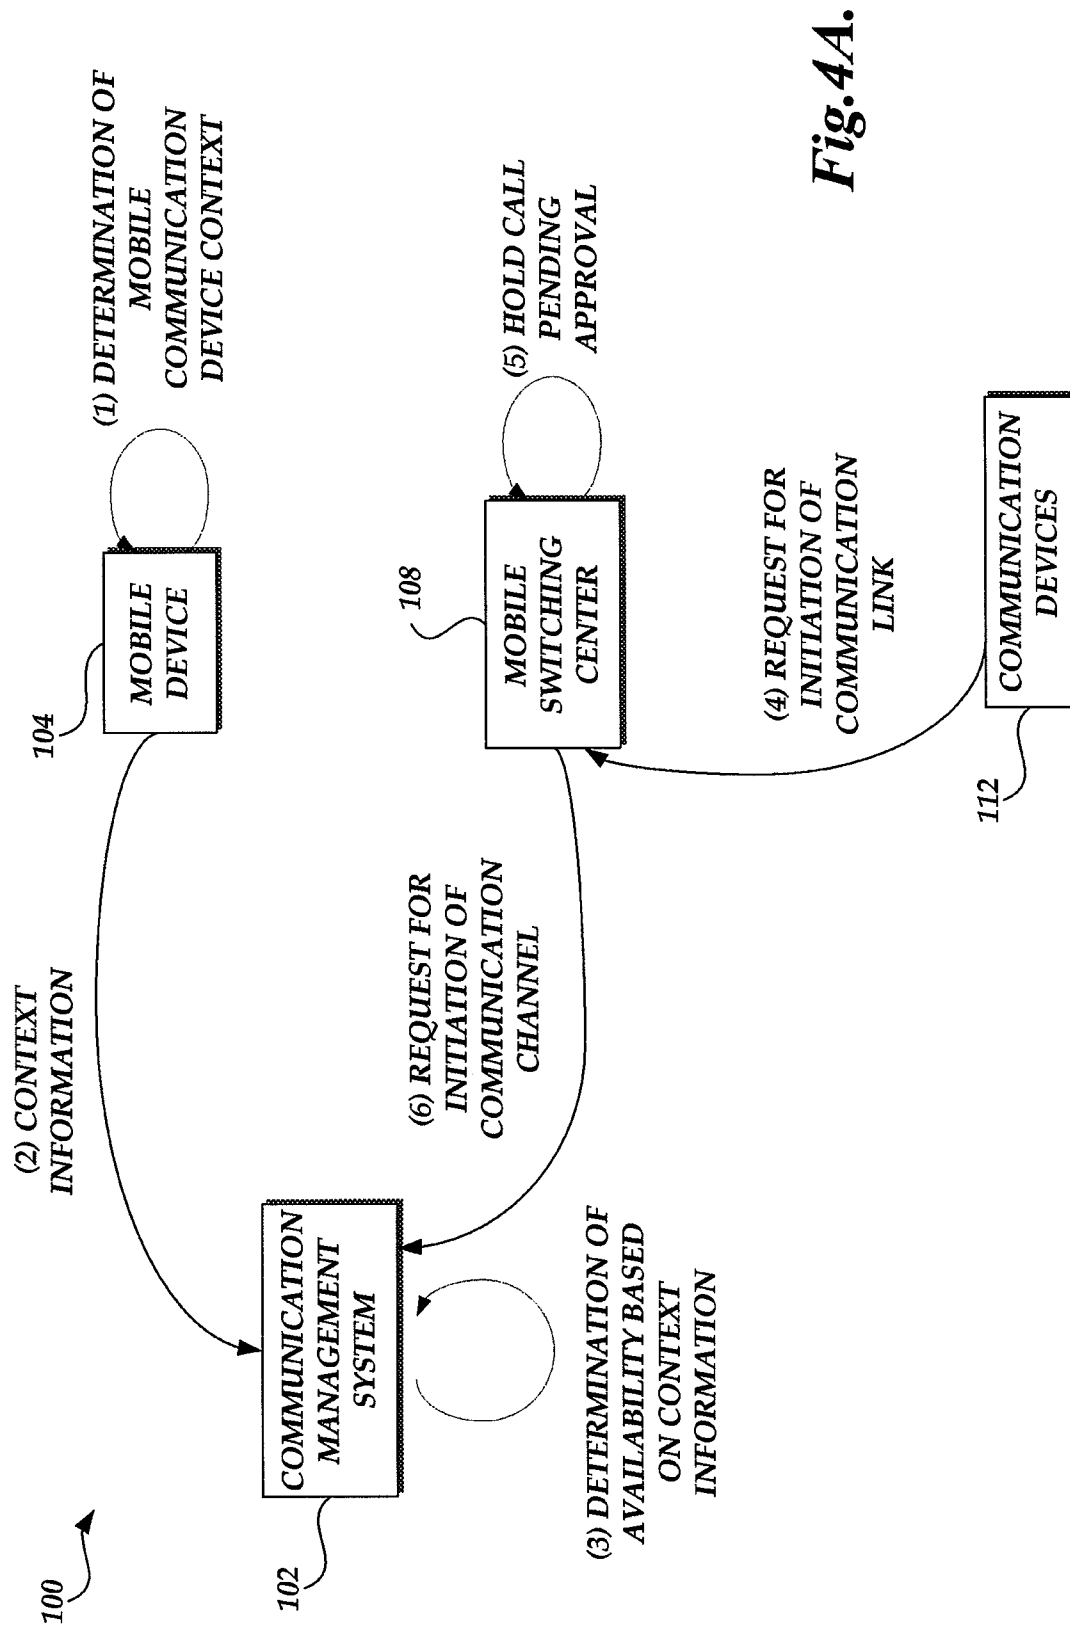 100
102
COMMUNICATION
MANAGEMENT
SYSTEM
(2) CONTEXT
INFORMATION
104
MOBILE
DEVICE
(1) DETERMINATION OF
MOBILE
COMMUNICATION
DEVICE CONTEXT
(3) DETERMINATION OF
AVAILABILITY BASED
ON CONTEXT
INFORMATION
(6) REQUEST FOR
INITIATION OF
COMMUNICATION
CHANNEL
108
MOBILE
SWITCHING
CENTER
(5) HOLD CALL
PENDING
APPROVAL
(4) REQUEST FOR
INITIATION OF
COMMUNICATION
LINK
112
COMMUNICATION
DEVICES
Fig.4A.